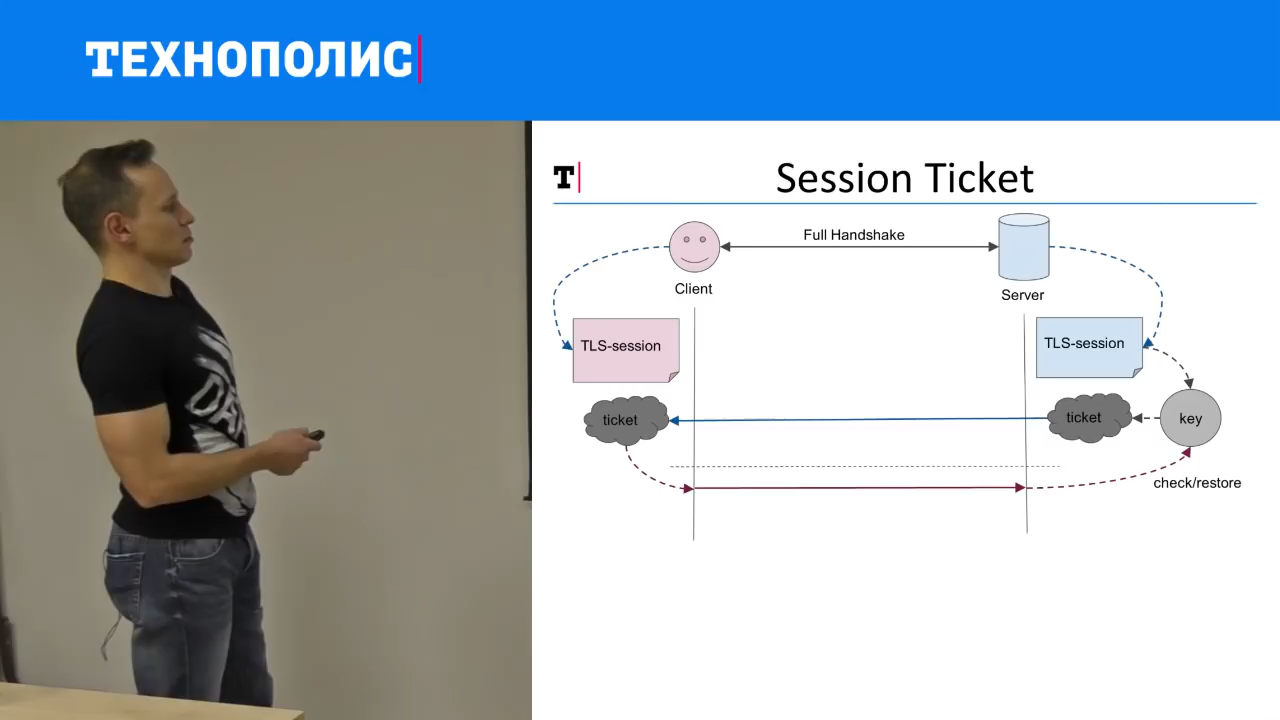 ТЕХНОПОЛИС
T
Session Ticket
Full Handshake
Client
Server
TLS-session
TLS-session
ticket
ticket
key
check/restore